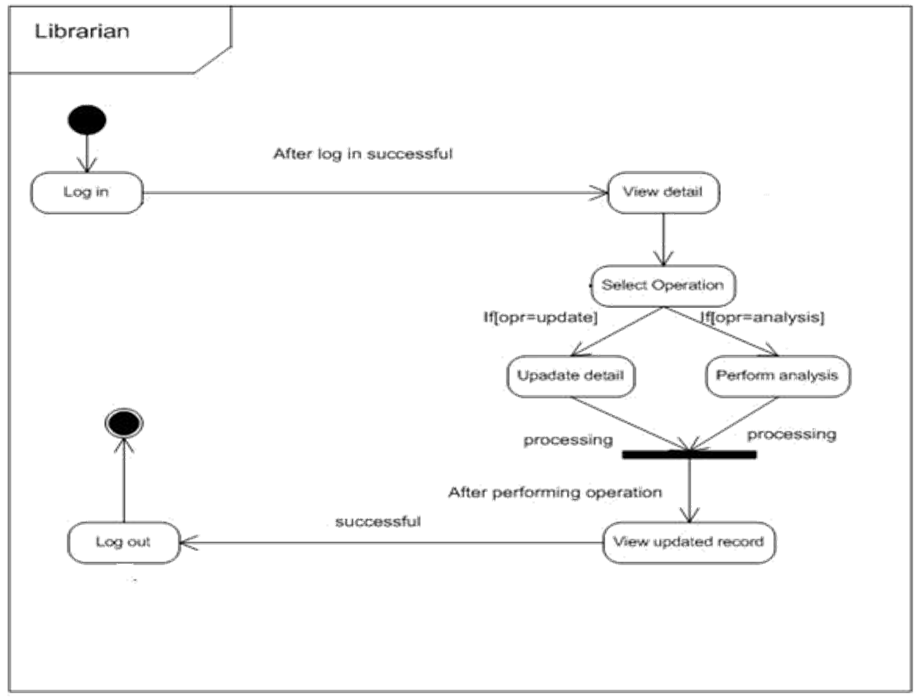 Librarian
After log in successful
Log in
View detail
Select Operation
If[opr=update]
If[opr=analysis]
Upadate detail
Perform analysis
processing
processing
After performing operation
successful
Log out
View updated record